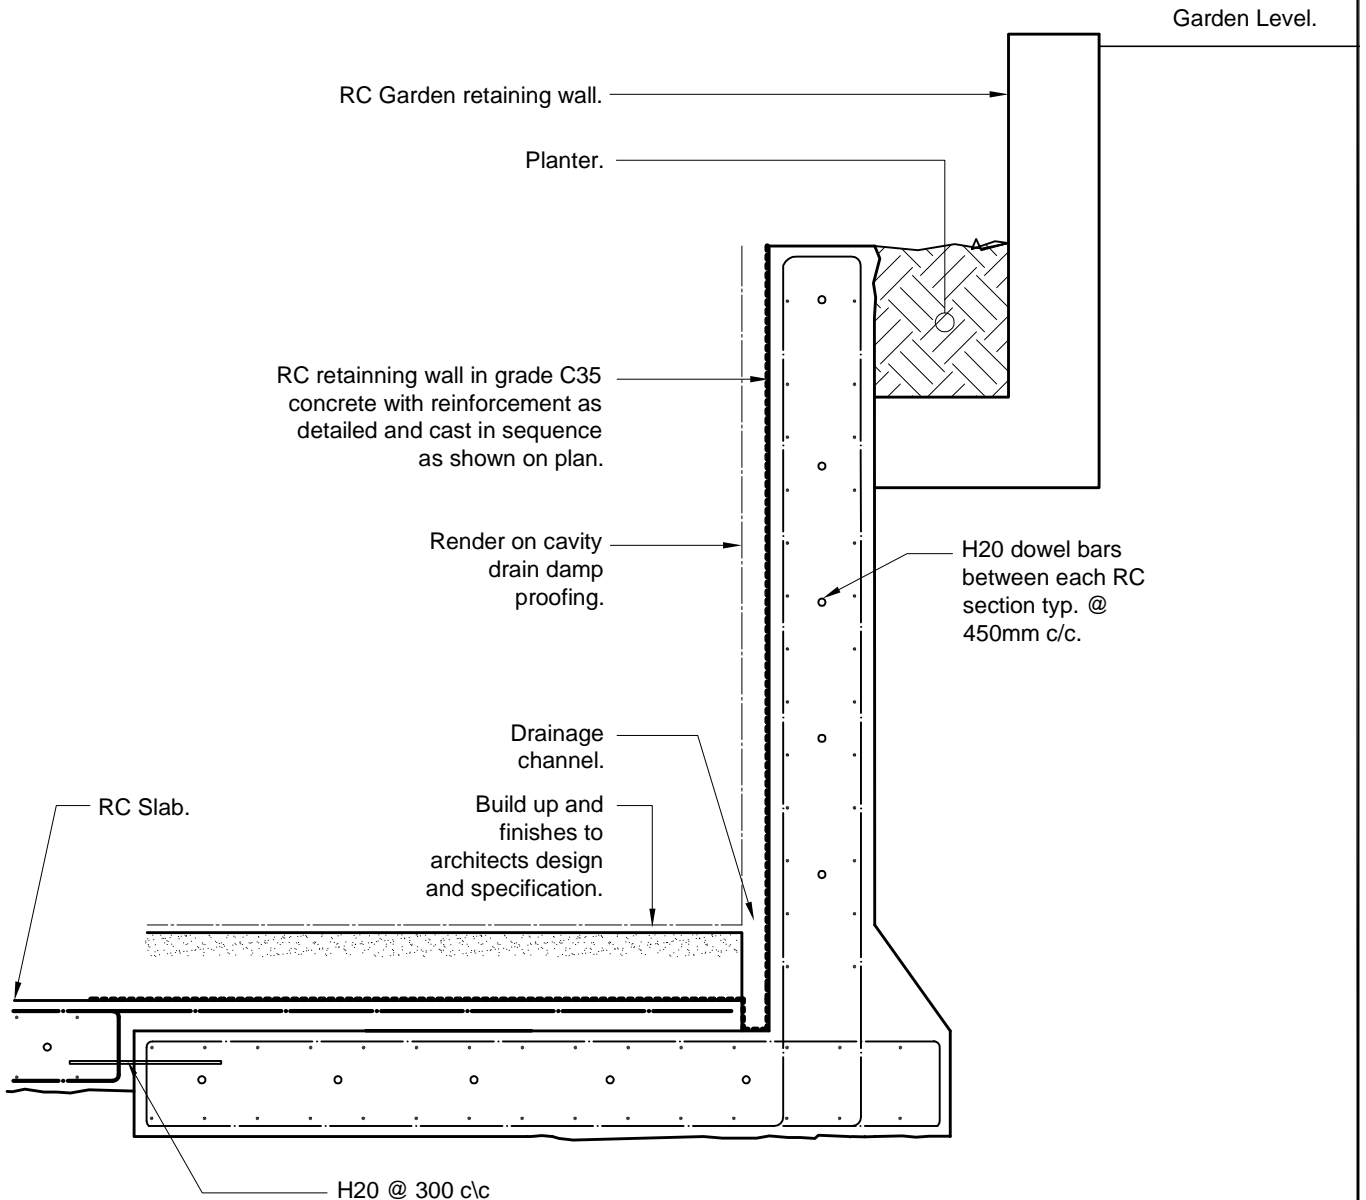 Garden Level.
RC Garden retaining wall.
Planter.
RC retainning wall in grade C35
concrete with reinforcement as
detailed and cast in sequence
as shown on plan.
Render on cavity
drain damp
proofing.
H20 dowel bars
between each RC
section typ. @
450mm c/c.
Drainage
channel.
RC Slab.
Build up and
finishes to
architects design
and specification.
H20 @ 300 c\c